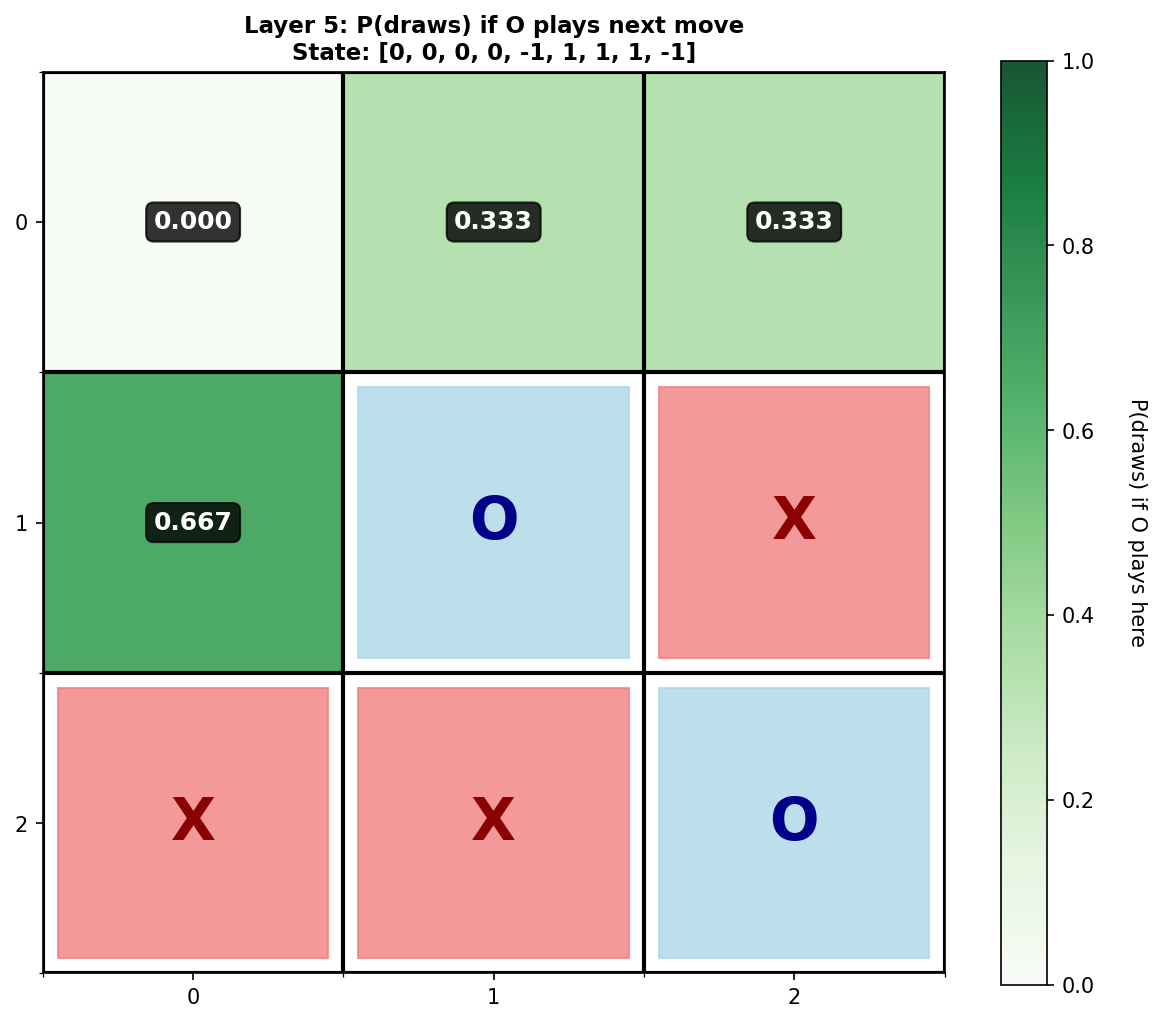 Layer 5: P(draws) if O plays next move
State: [0, 0, 0, 0, -1, 1, 1, 1, -1]
0
0.000
0.333
0.333
1
0.667
O
X
2
X
X
O
0
1
2
1.0
0.8
0.6
0.4
0.2
0.0
P(draws) if O plays here